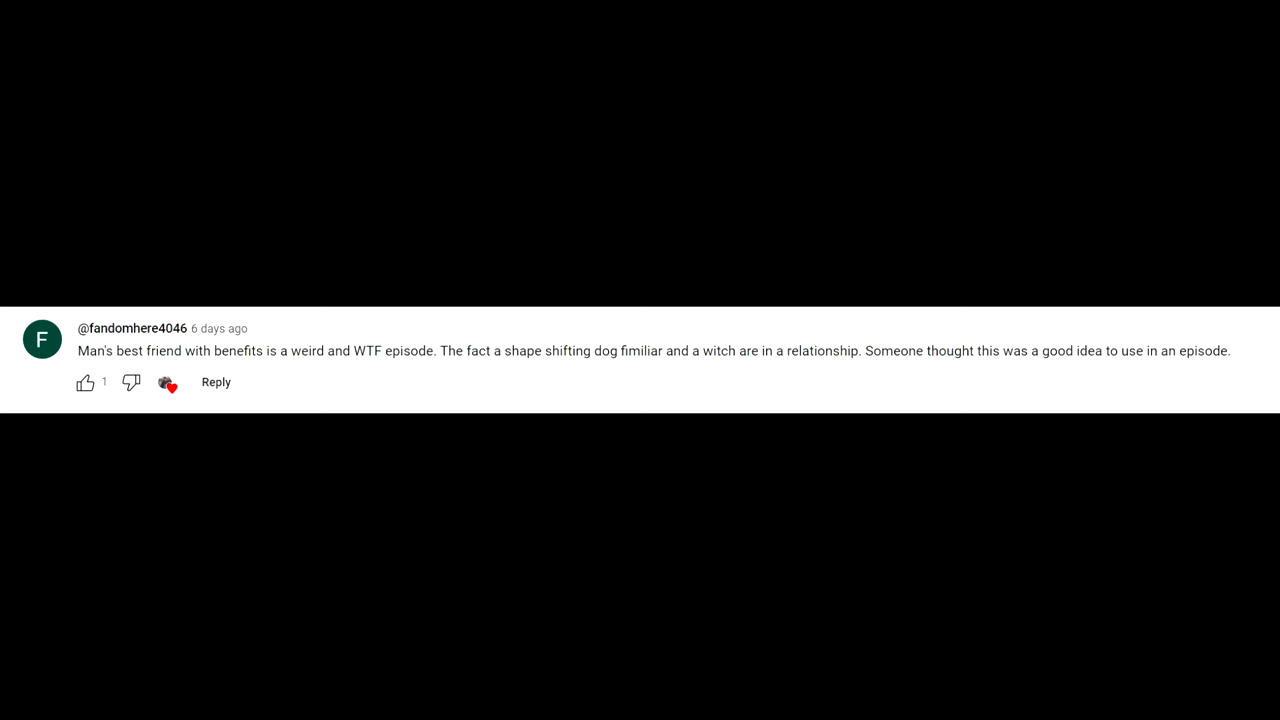 F
@fandomhere4046 6 days ago
Man's best friend with benefits is a weird and WTF episode. The fact a shape shifting dog fimiliar and a witch are in a relationship. Someone thought this was a good idea to use in an episode.
1
Reply